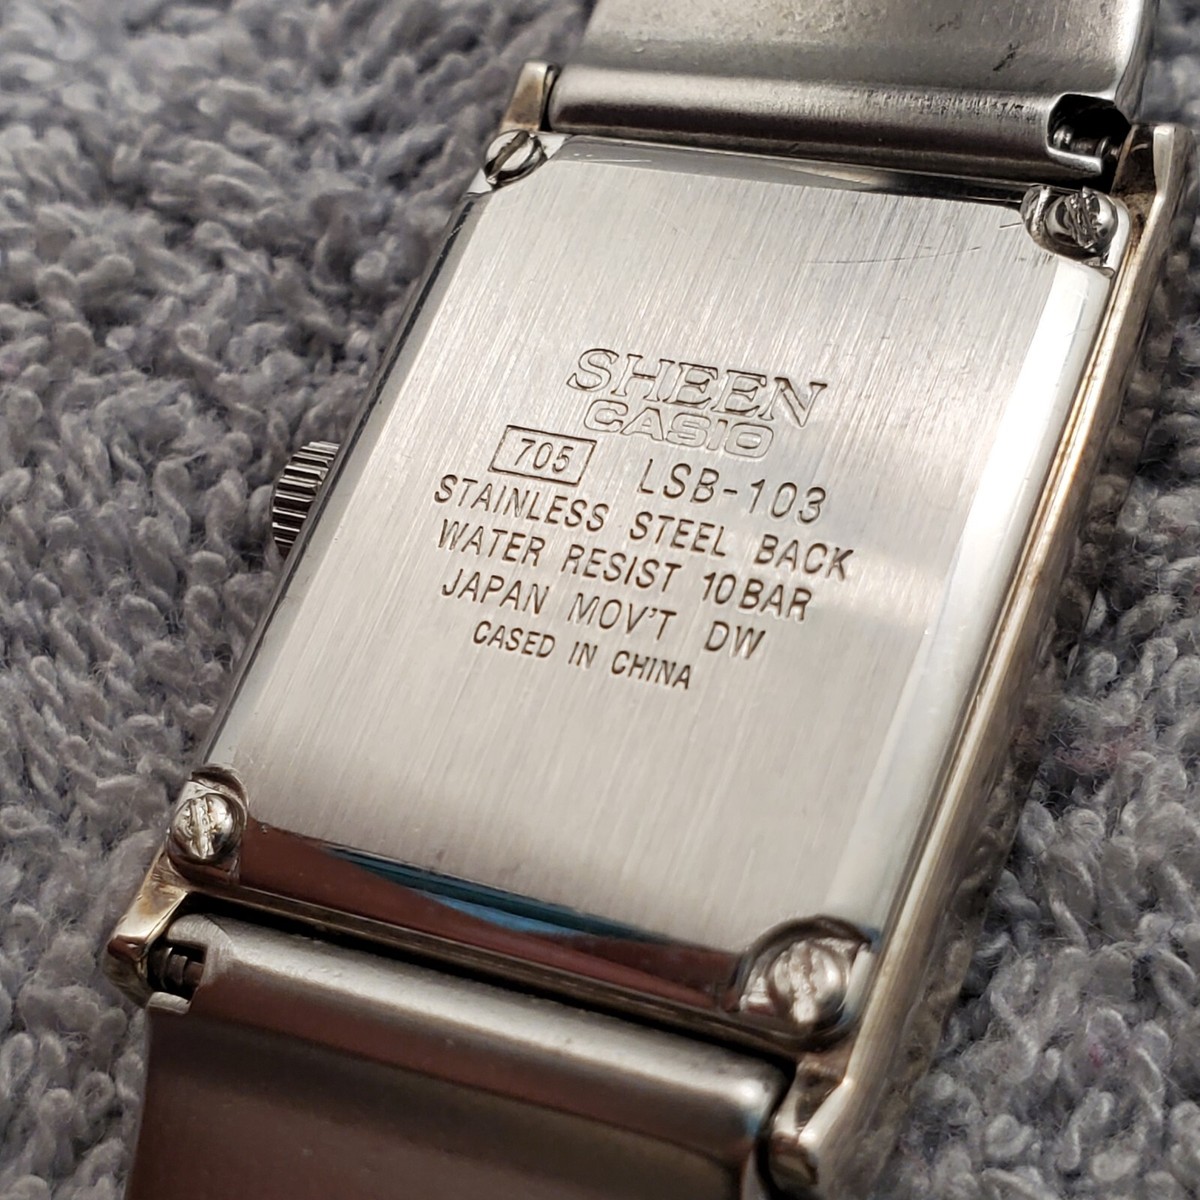 SHEEN
CASIO
705 LSB-103
STAINLESS STEEL BACK
WATER RESIST 10BAR
JAPAN MOV'T DW
CASED IN CHINA